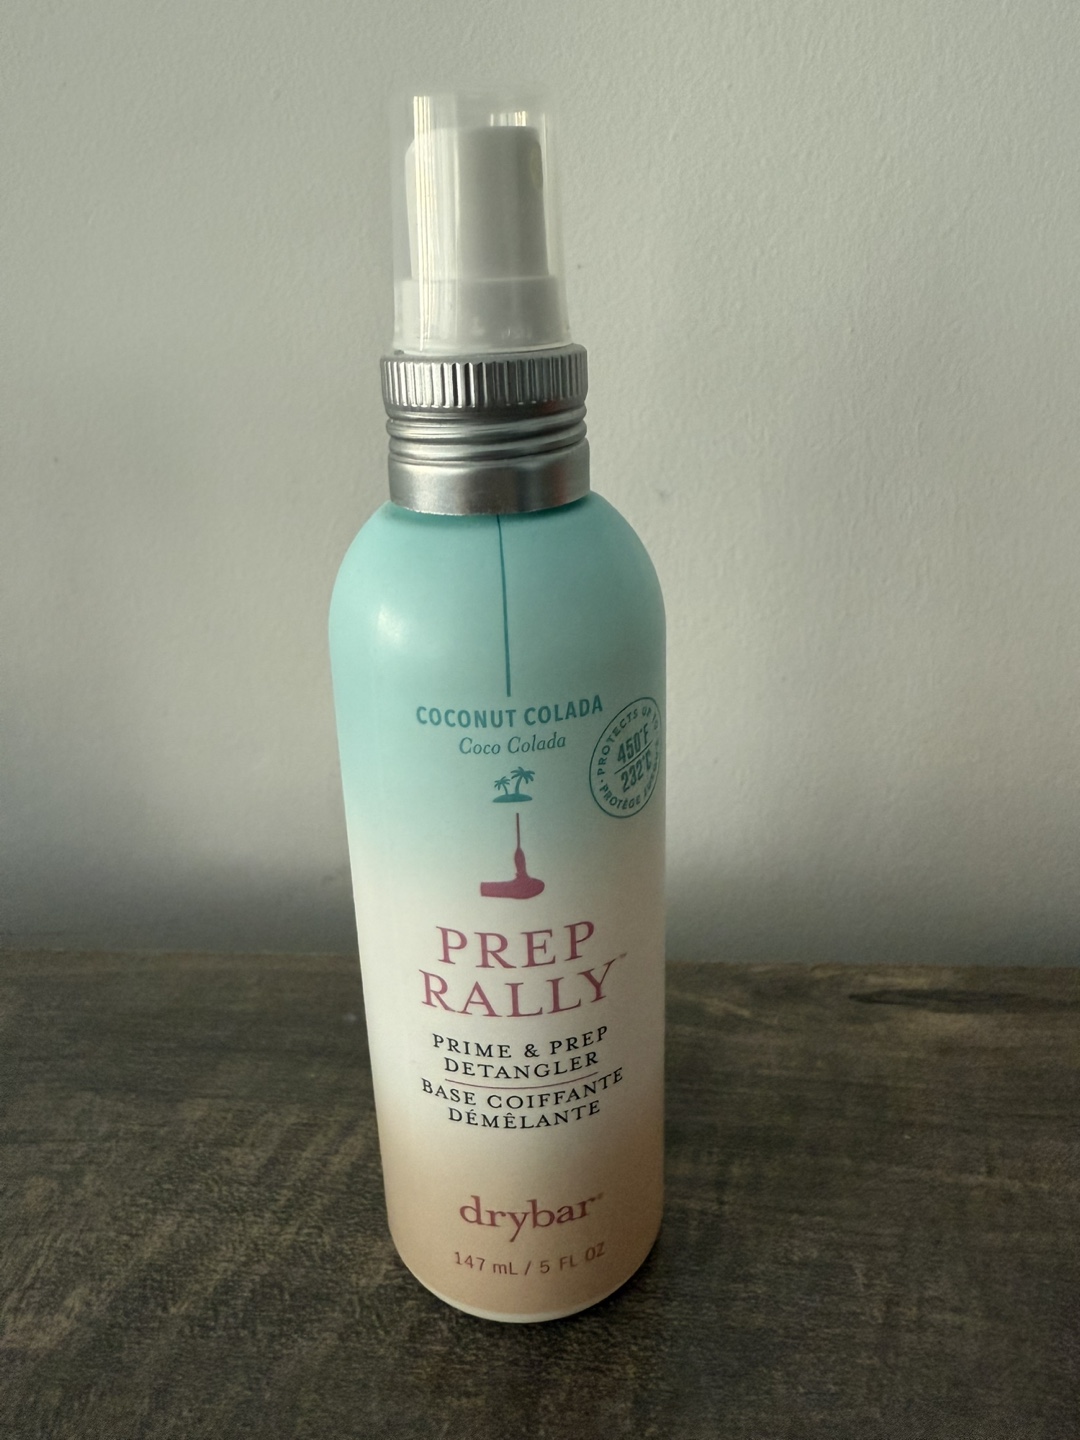 COCONUT COLADA
Coco Colada
PROTECTS UP TO
450°F
232°C
PROTÈGE
PREP
RALLY™
PRIME & PREP
DETANGLER
BASE COIFFANTE
DÉMÊLANTE
drybar®
147 mL / 5 FL OZ